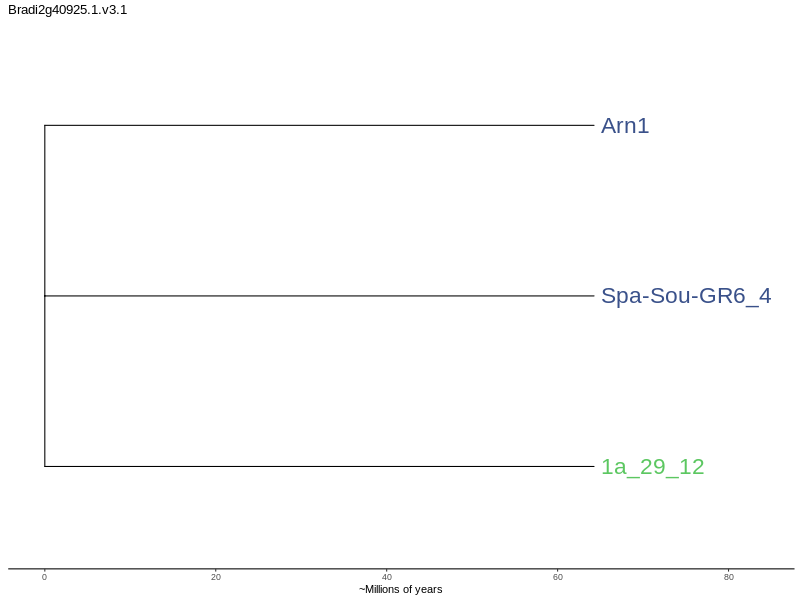 Bradi2g40925.1.v3.1
Arn1
Spa-Sou-GR6_4
1a_29_12
0 20 40 60 80
~Millions of years